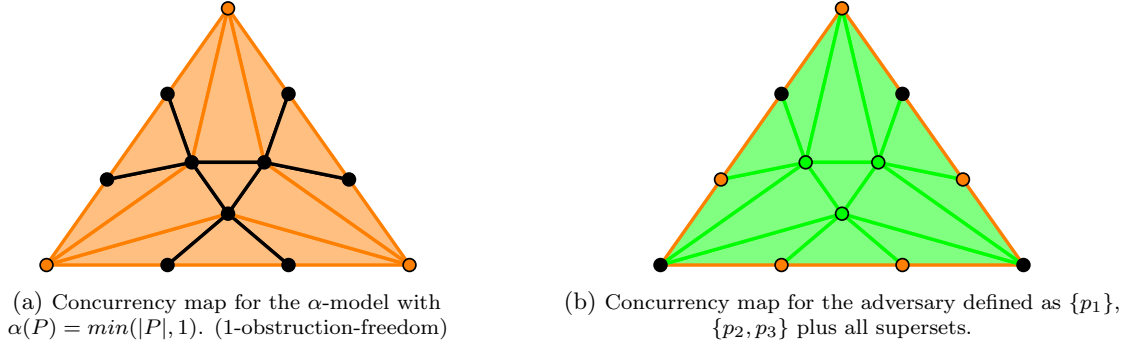 (a) Concurrency map for the α-model with
α(P) = min(|P|, 1). (1-obstruction-freedom)
(b) Concurrency map for the adversary defined as {p₁},
{p₂, p₃} plus all supersets.